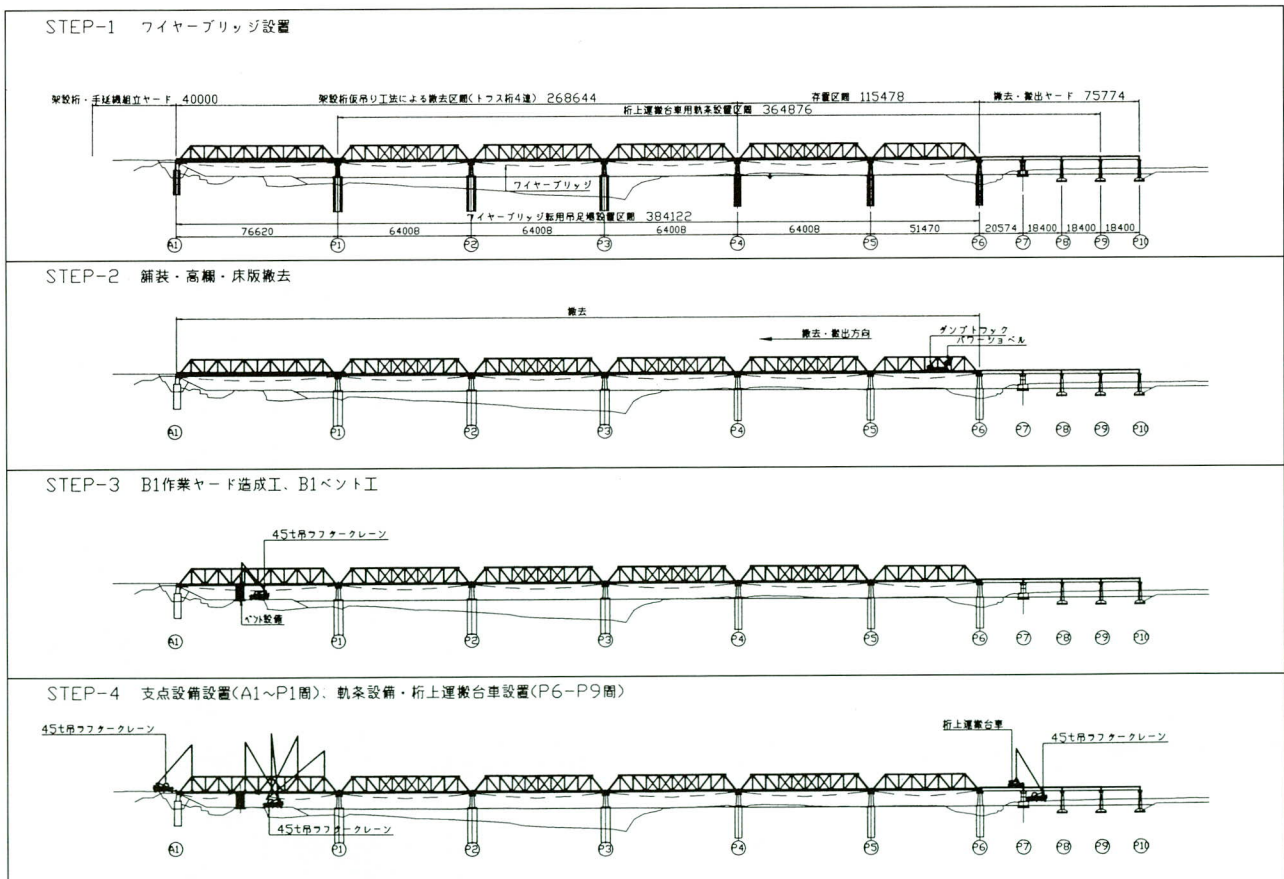 STEP-1 ワイヤーブリッジ設置
架設桁・手延機組立ヤード 40000
架設桁仮吊り工法による撤去区間(トラス桁4連) 268644
存置区間 115478
撤去・搬出ヤード 75774
桁上運搬台車用軌条設置区間 364876
ワイヤーブリッジ
ワイヤーブリッジ転用吊足場設置区間 384122
76620 64008 64008 64008 64008 51470 20574 18400 18400 18400
A1 P1 P2 P3 P4 P5 P6 P7 P8 P9 P10
STEP-2 舗装・高欄・床版撤去
撤去
撤去・搬出方向
ダンプトラック
パワーショベル
A1 P1 P2 P3 P4 P5 P6 P7 P8 P9 P10
STEP-3 B1作業ヤード造成工、B1ベント工
45t吊ラフタークレーン
ベント設備
A1 P1 P2 P3 P4 P5 P6 P7 P8 P9 P10
STEP-4 支点設備設置(A1~P1間)、軌条設備・桁上運搬台車設置(P6-P9間)
45t吊ラフタークレーン
桁上運搬台車
45t吊ラフタークレーン
45t吊ラフタークレーン
A1 P1 P2 P3 P4 P5 P6 P7 P8 P9 P10